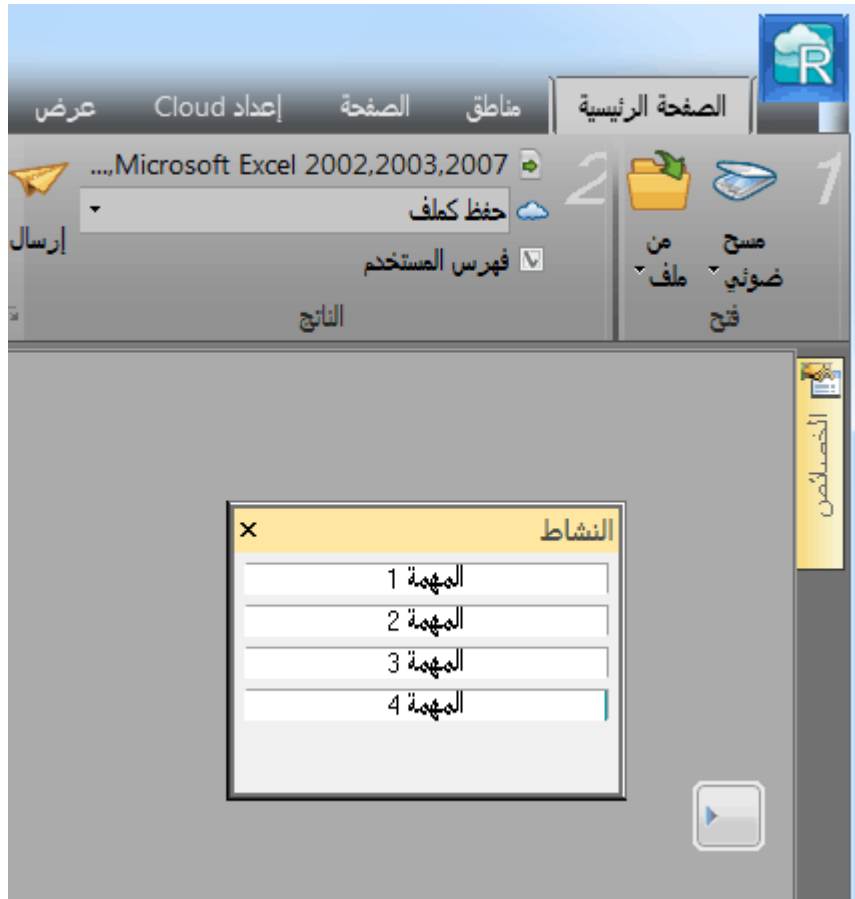 R
الصفحة الرئيسية
مناطق
الصفحة
إعداد Cloud
عرض
1
مسح ضوئي
من ملف
فتح
2
Microsoft Excel 2002,2003,2007,...
حفظ كملف
فهرس المستخدم
إرسال
الناتج
الخصائص
النشاط
المهمة 1
المهمة 2
المهمة 3
المهمة 4